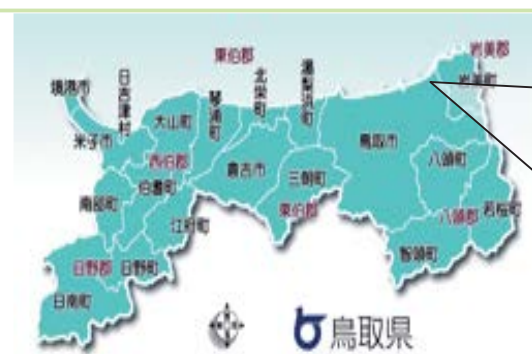 東伯郡
岩美郡
岩美町
境港市
日吉津村
米子市
大山町
琴浦町
北栄町
湯梨浜町
鳥取市
西伯郡
伯耆町
倉吉市
三朝町
八頭町
南部町
江府町
東伯郡
八頭郡
若桜町
日野郡
日野町
智頭町
日南町
鳥取県